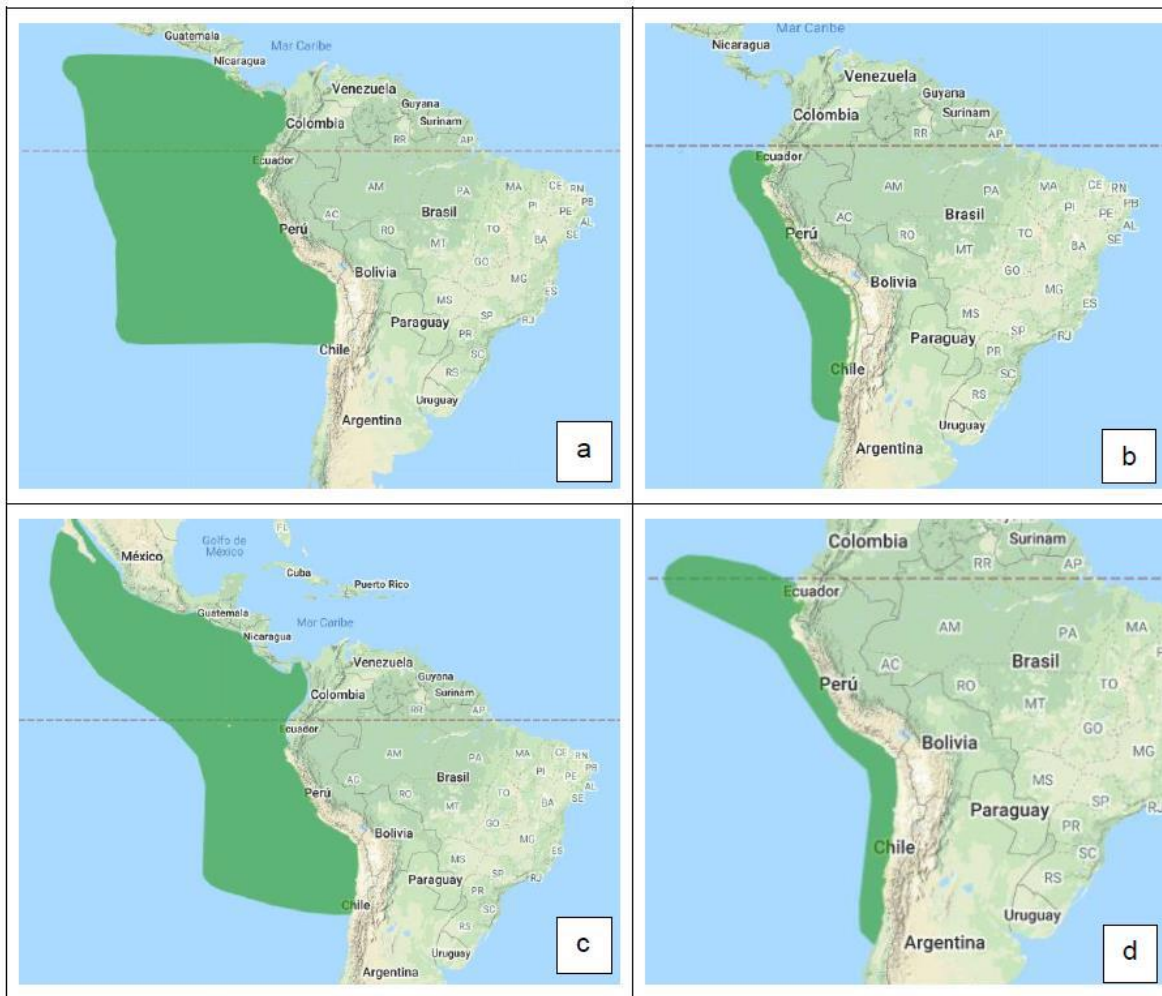 Guatemala
Mar Caribe
Nicaragua
Venezuela
Guyana
Surinam
Colombia
RR
AP
Ecuador
AM
PA
MA
CE
RN
PB
PI
PE
AL
AC
Brasil
TO
SE
Perú
RO
MT
BA
GO
Bolivia
MG
ES
MS
Paraguay
SP
RJ
PR
Chile
SC
RS
Uruguay
Argentina
a
Mar Caribe
Nicaragua
Venezuela
Guyana
Colombia
Surinam
RR
AP
Ecuador
AM
PA
MA
CE
RN
PB
PI
PE
AL
AC
Brasil
TO
SE
Perú
RO
MT
BA
GO
Bolivia
MG
ES
MS
SP
RJ
Paraguay
PR
Chile
SC
RS
Uruguay
Argentina
b
FL
México
Golfo de
México
Cuba
Puerto Rico
Guatemala
Mar Caribe
Nicaragua
Venezuela
Guyana
Surinam
Colombia
RR
AP
Ecuador
AM
PA
MA
CE
RN
PB
PI
PE
AL
AC
Brasil
TO
SE
Perú
RO
MT
BA
GO
Bolivia
MG
ES
MS
Paraguay
SP
RJ
PR
Chile
SC
RS
Uruguay
Argentina
c
Colombia
Surinam
RR
AP
Ecuador
AM
PA
MA
AC
Brasil
TO
Perú
RO
MT
GO
Bolivia
MG
MS
Paraguay
SP
PR
Chile
SC
RS
Uruguay
Argentina
d